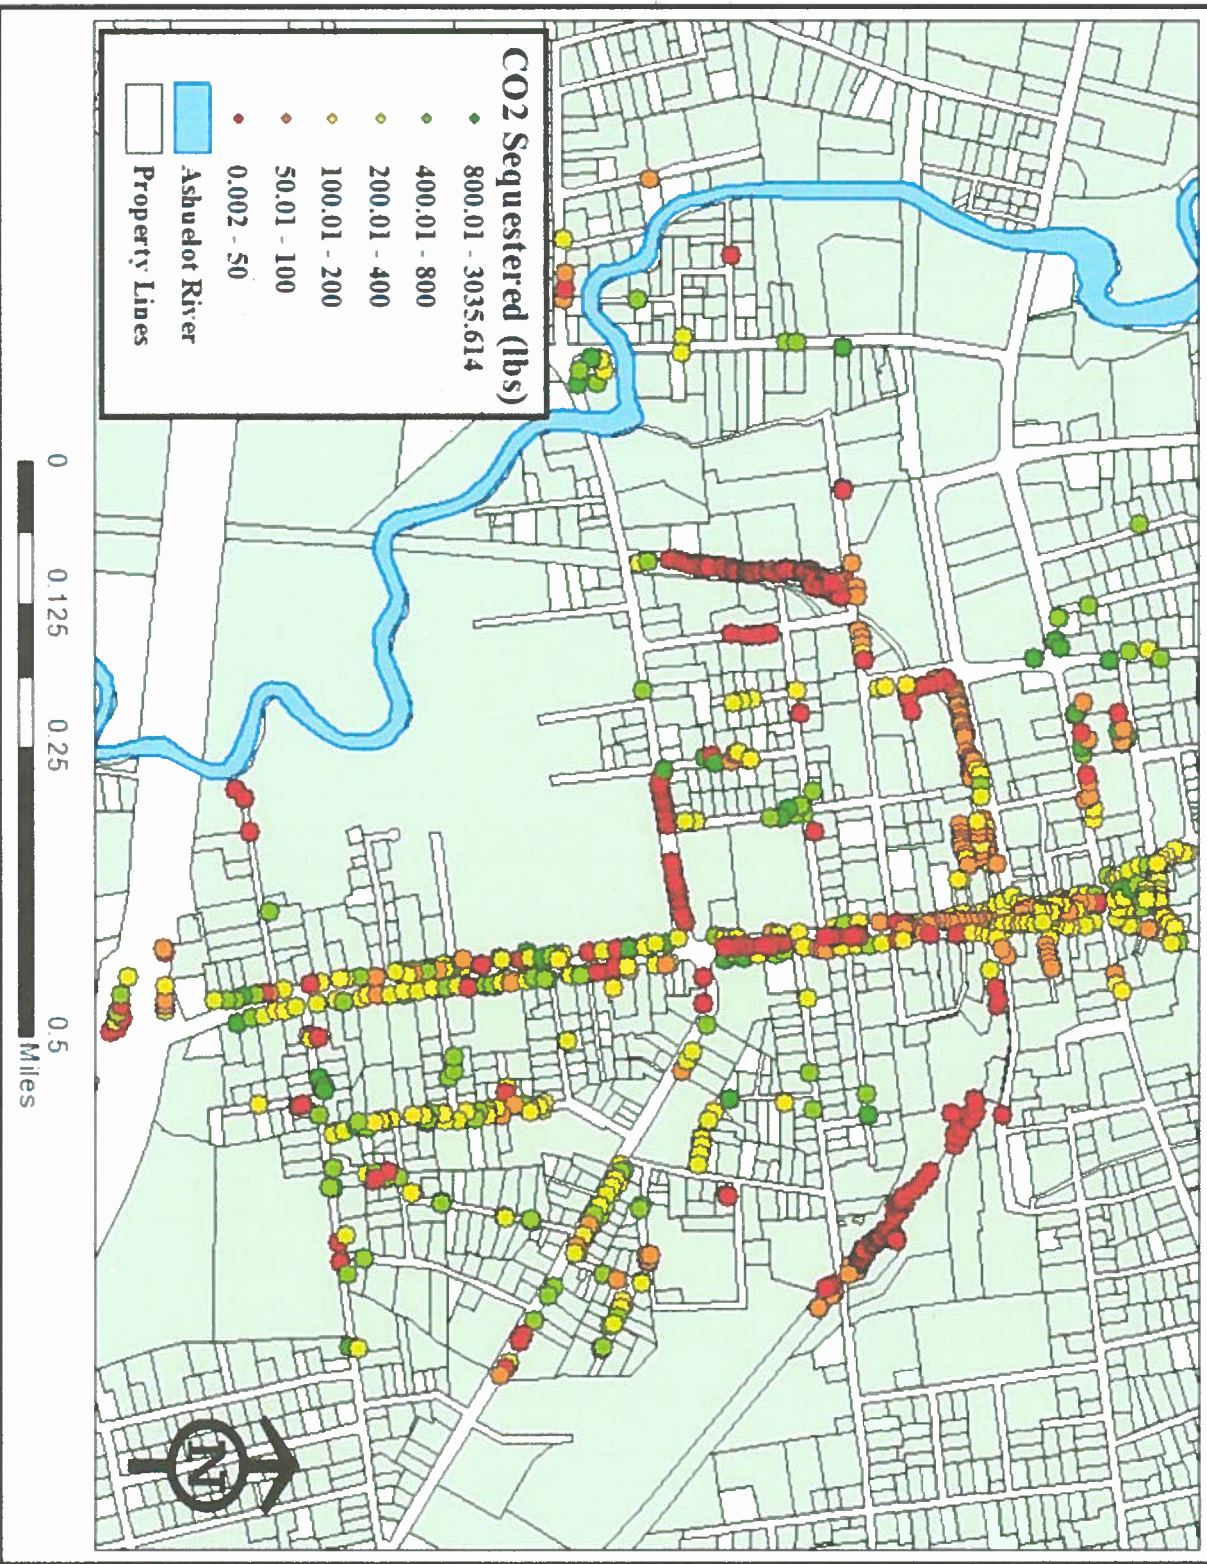 CO2 Sequestered (lbs)
800.01 - 3035.614
400.01 - 800
200.01 - 400
100.01 - 200
50.01 - 100
0.002 - 50
Ashuelot River
Property Lines
0 0.125 0.25 0.5
Miles
N